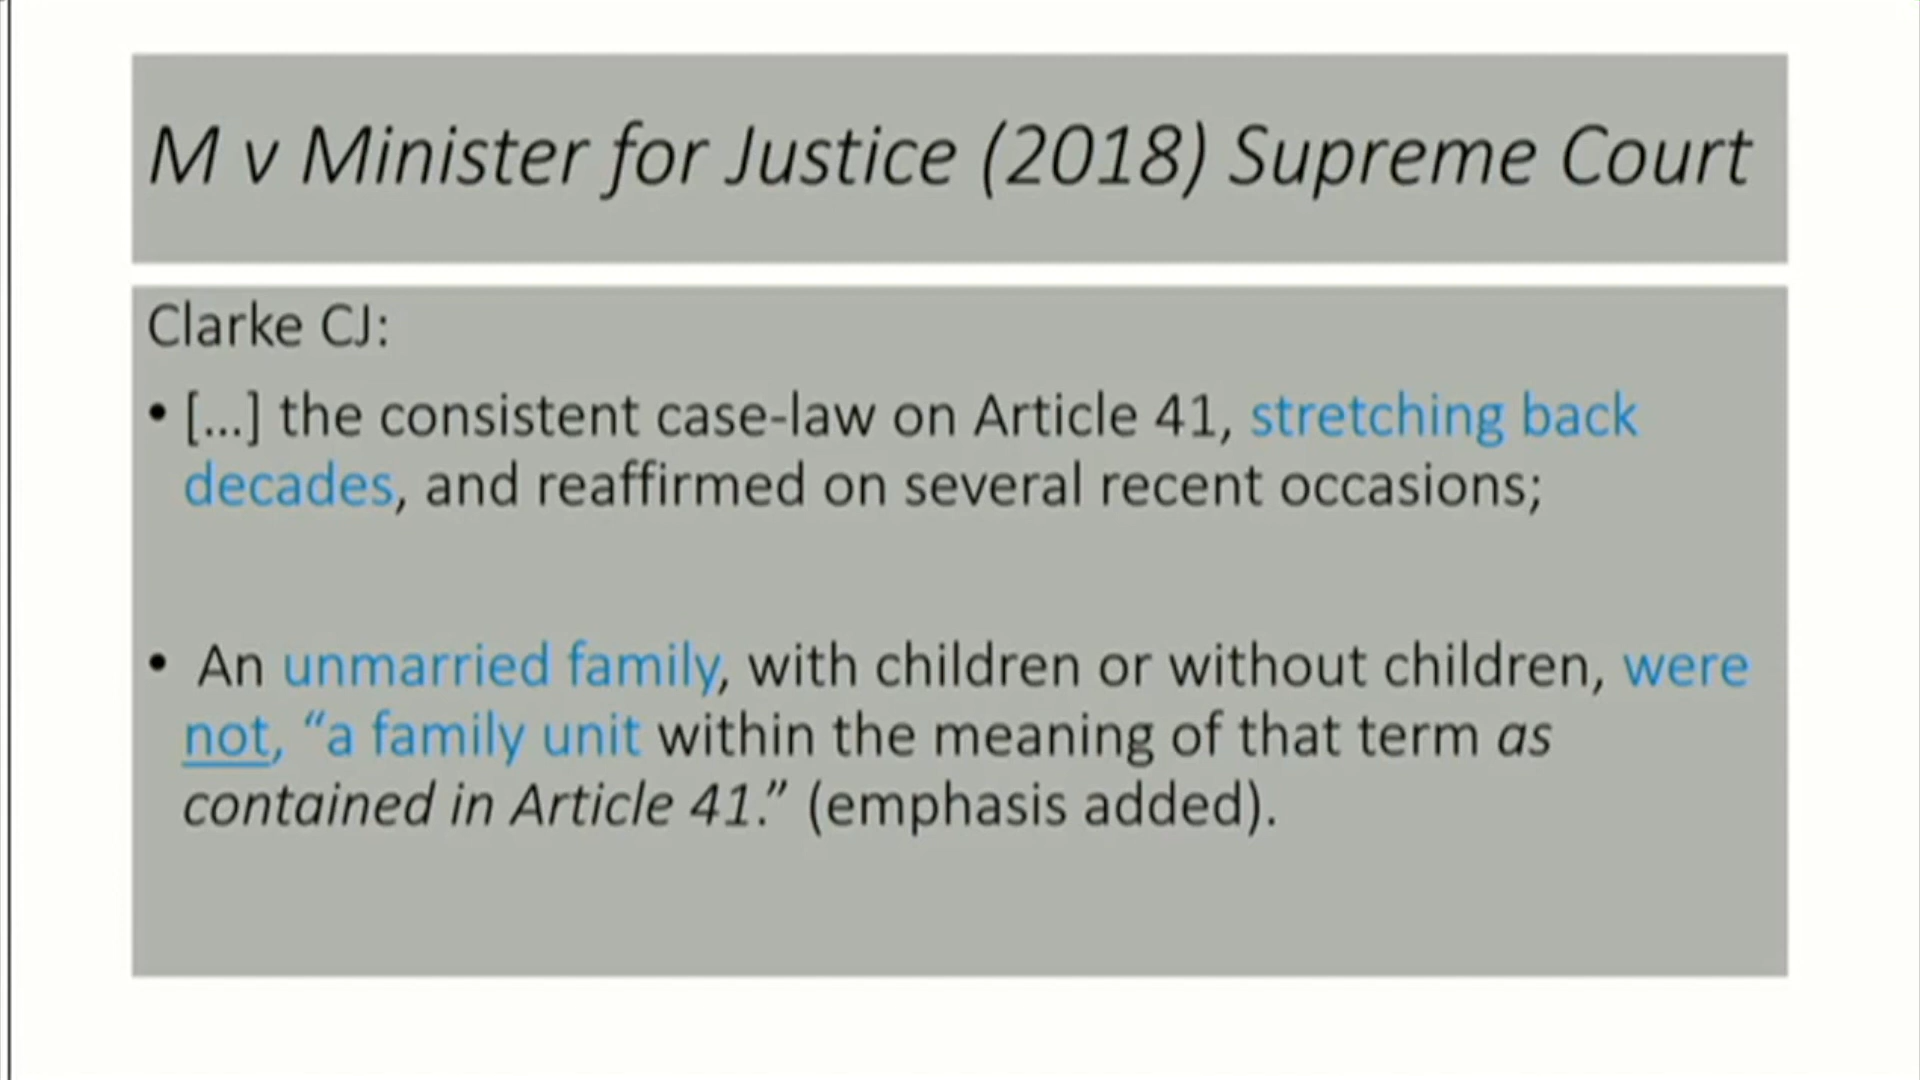 M v Minister for Justice (2018) Supreme Court
Clarke CJ:
• [...] the consistent case-law on Article 41, stretching back
decades, and reaffirmed on several recent occasions;
• An unmarried family, with children or without children, were
not, “a family unit within the meaning of that term as
contained in Article 41.” (emphasis added).